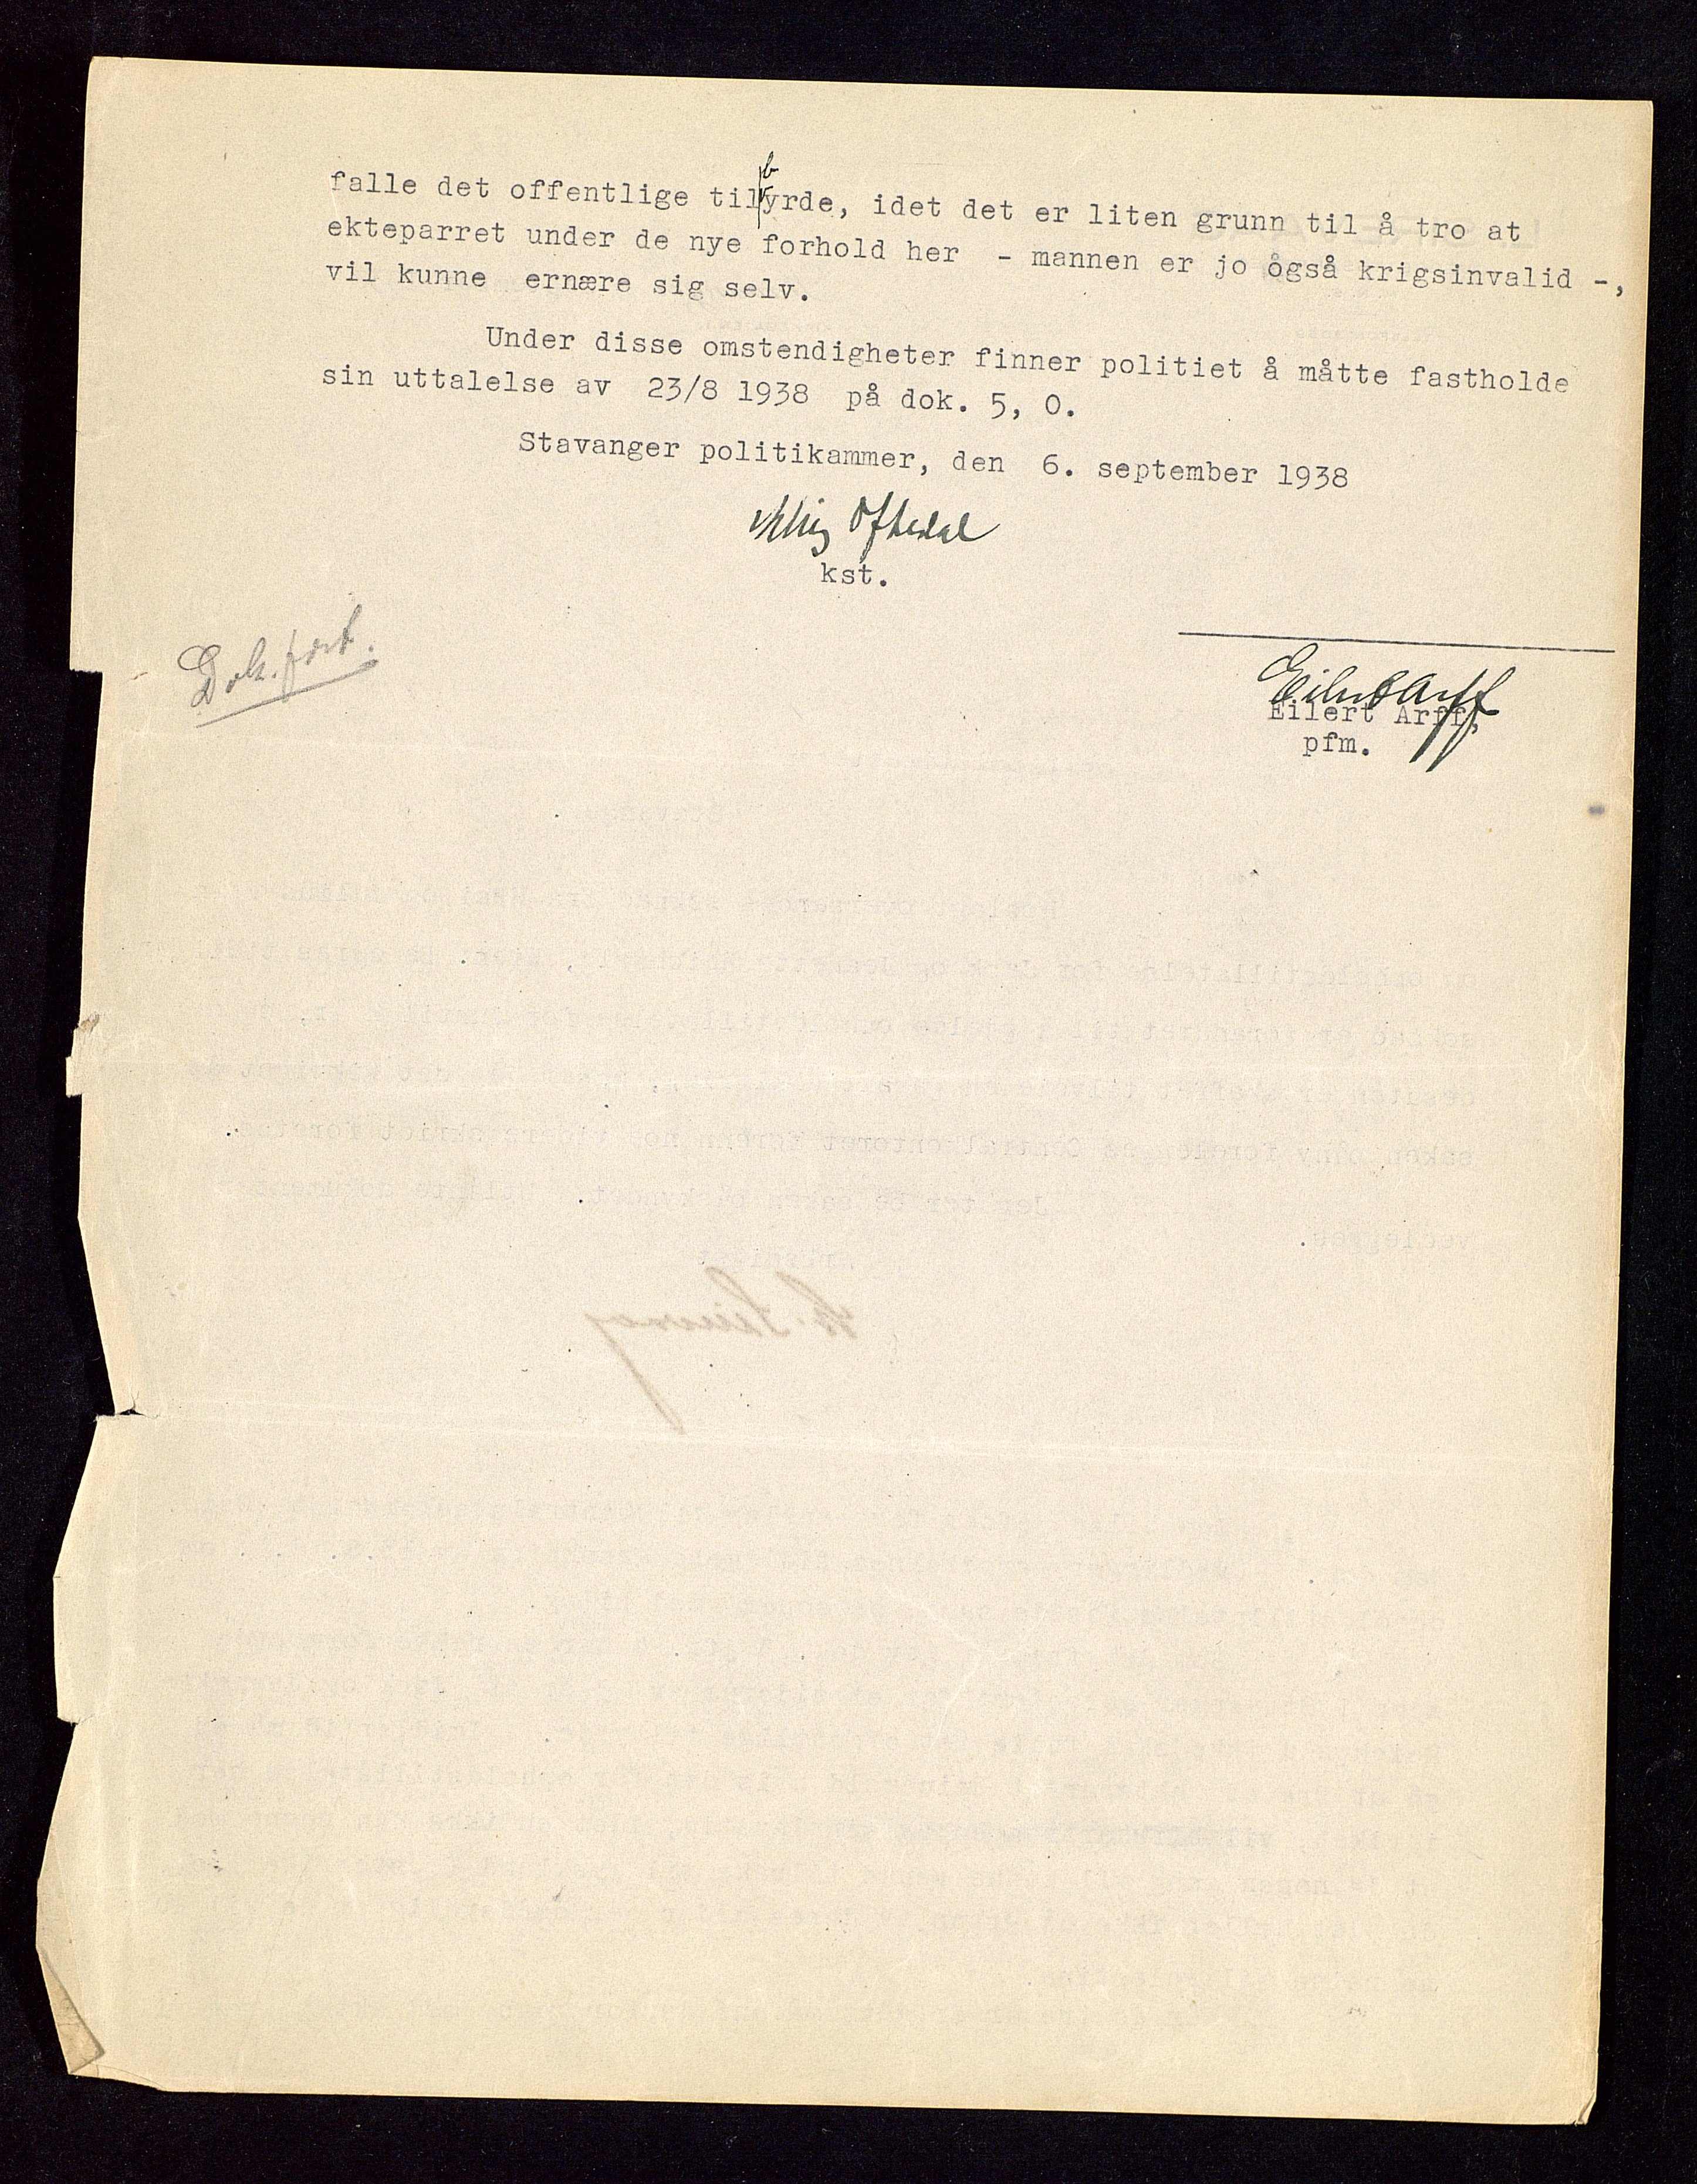 falle det offentlige tilbyrde, idet det er liten grunn til å tro at
ekteparret under de nye forhold her - mannen er jo også krigsinvalid -,
vil kunne ernære sig selv.
Under disse omstendigheter finner politiet å måtte fastholde
sin uttalelse av 23/8 1938 på dok. 5, 0.
Stavanger politikammer, den 6. september 1938
Oftedal
kst.
Dok. fort.
Eilert Arff
Eilert Arff,
pfm.